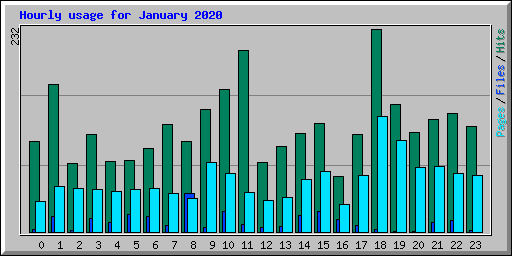 Hourly usage for January 2020
232
Pages/Files/Hits
0 1 2 3 4 5 6 7 8 9 10 11 12 13 14 15 16 17 18 19 20 21 22 23